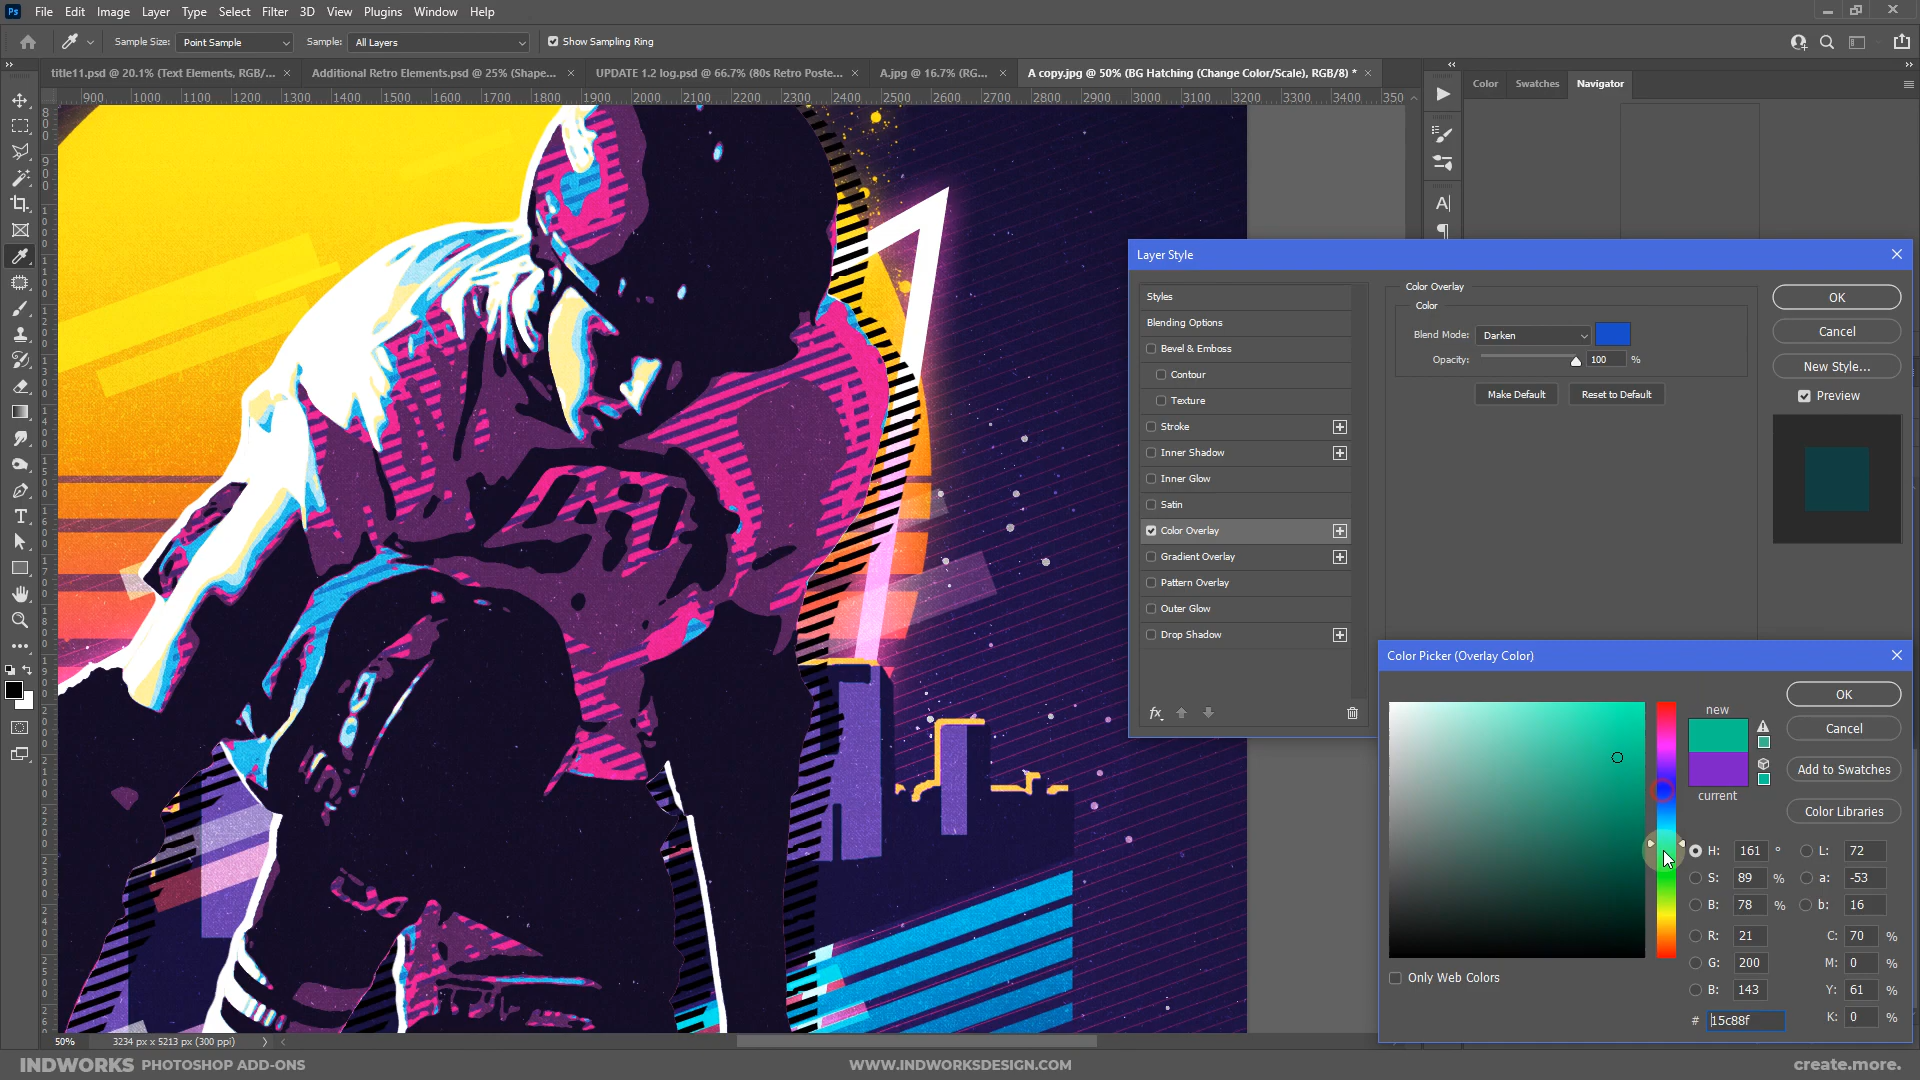 Ps File Edit Image Layer Type Select Filter 3D View Plugins Window Help
Sample Size: Point Sample Sample: All Layers Show Sampling Ring
title11.psd @ 20.1% (Text Elements, RGB/... × Additional Retro Elements.psd @ 25% (Shape... × UPDATE 1.2 log.psd @ 66.7% (80s Retro Poste... × A.jpg @ 16.7% (RG... × A copy.jpg @ 50% (BG Hatching (Change Color/Scale), RGB/8) * ×
Color Swatches Navigator
900 1000 1100 1200 1300 1400 1500 1600 1700 1800 1900 2000 2100 2200 2300 2400 2500 2600 2700 2800 2900 3000 3100 3200 3300 3400 350
Layer Style
Styles
Blending Options
Bevel & Emboss
Contour
Texture
Stroke
Inner Shadow
Inner Glow
Satin
Color Overlay
Gradient Overlay
Pattern Overlay
Outer Glow
Drop Shadow
fx
Color Overlay
Color
Blend Mode: Darken
Opacity: 100 %
Make Default Reset to Default
OK
Cancel
New Style...
Preview
Color Picker (Overlay Color)
new
current
OK
Cancel
Add to Swatches
Color Libraries
H: 161 ° L: 72
S: 89 % a: -53
B: 78 % b: 16
R: 21 C: 70 %
G: 200 M: 0 %
B: 143 Y: 61 %
# 15c88f K: 0 %
Only Web Colors
50% 3234 px x 5213 px (300 ppi)
INDWORKS PHOTOSHOP ADD-ONS WWW.INDWORKSDESIGN.COM create.more.